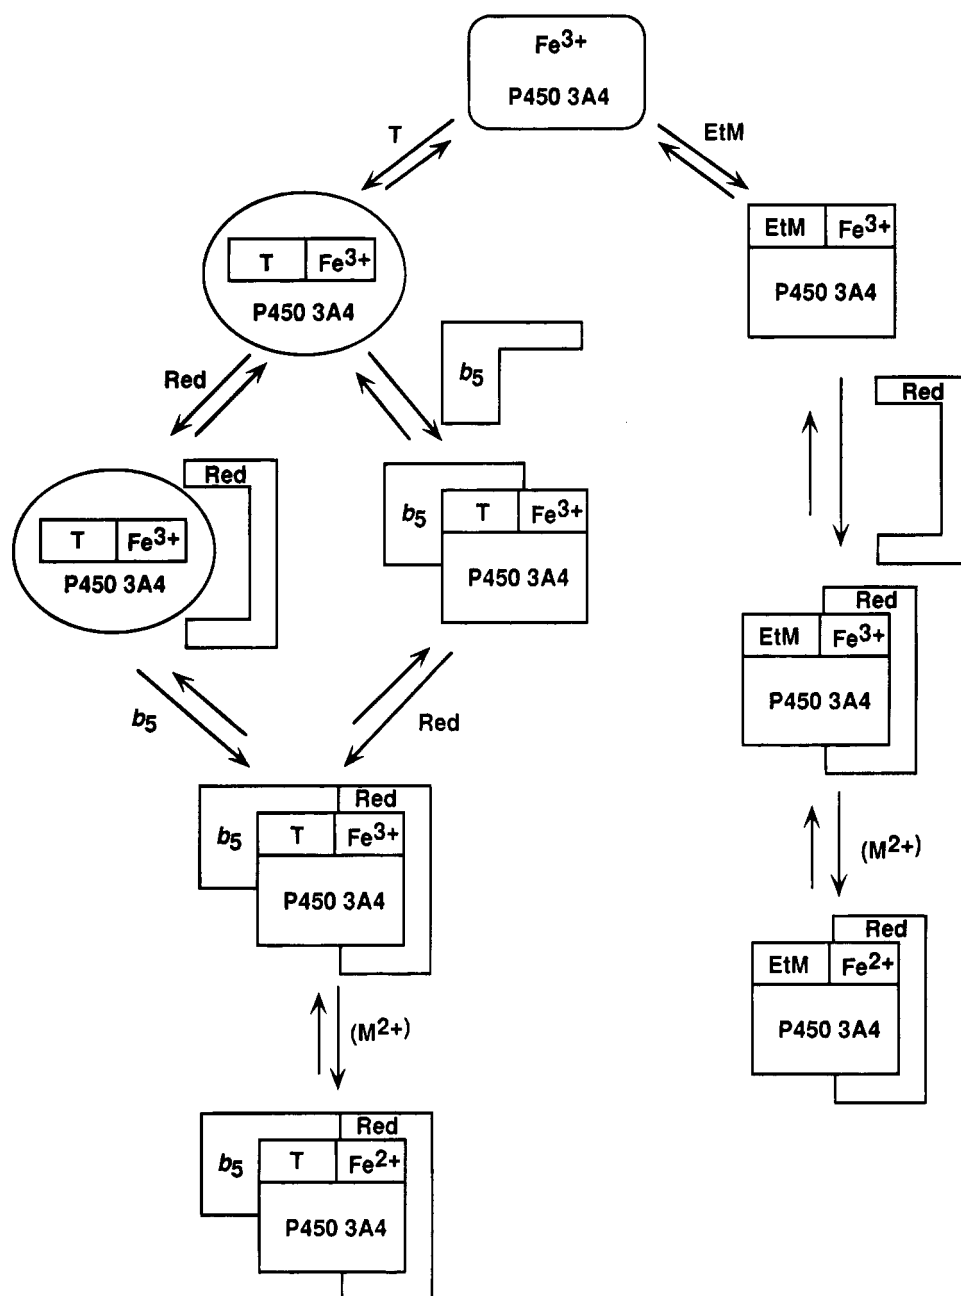 Fe3+
P450 3A4
T
EtM
EtM Fe3+
P450 3A4
T Fe3+
P450 3A4
b5
Red
Red
Red
b5 T Fe3+
P450 3A4
T Fe3+
P450 3A4
Red
EtM Fe3+
P450 3A4
b5
Red
Red
b5 T Fe3+
P450 3A4
(M2+)
Red
EtM Fe2+
P450 3A4
(M2+)
Red
b5 T Fe2+
P450 3A4